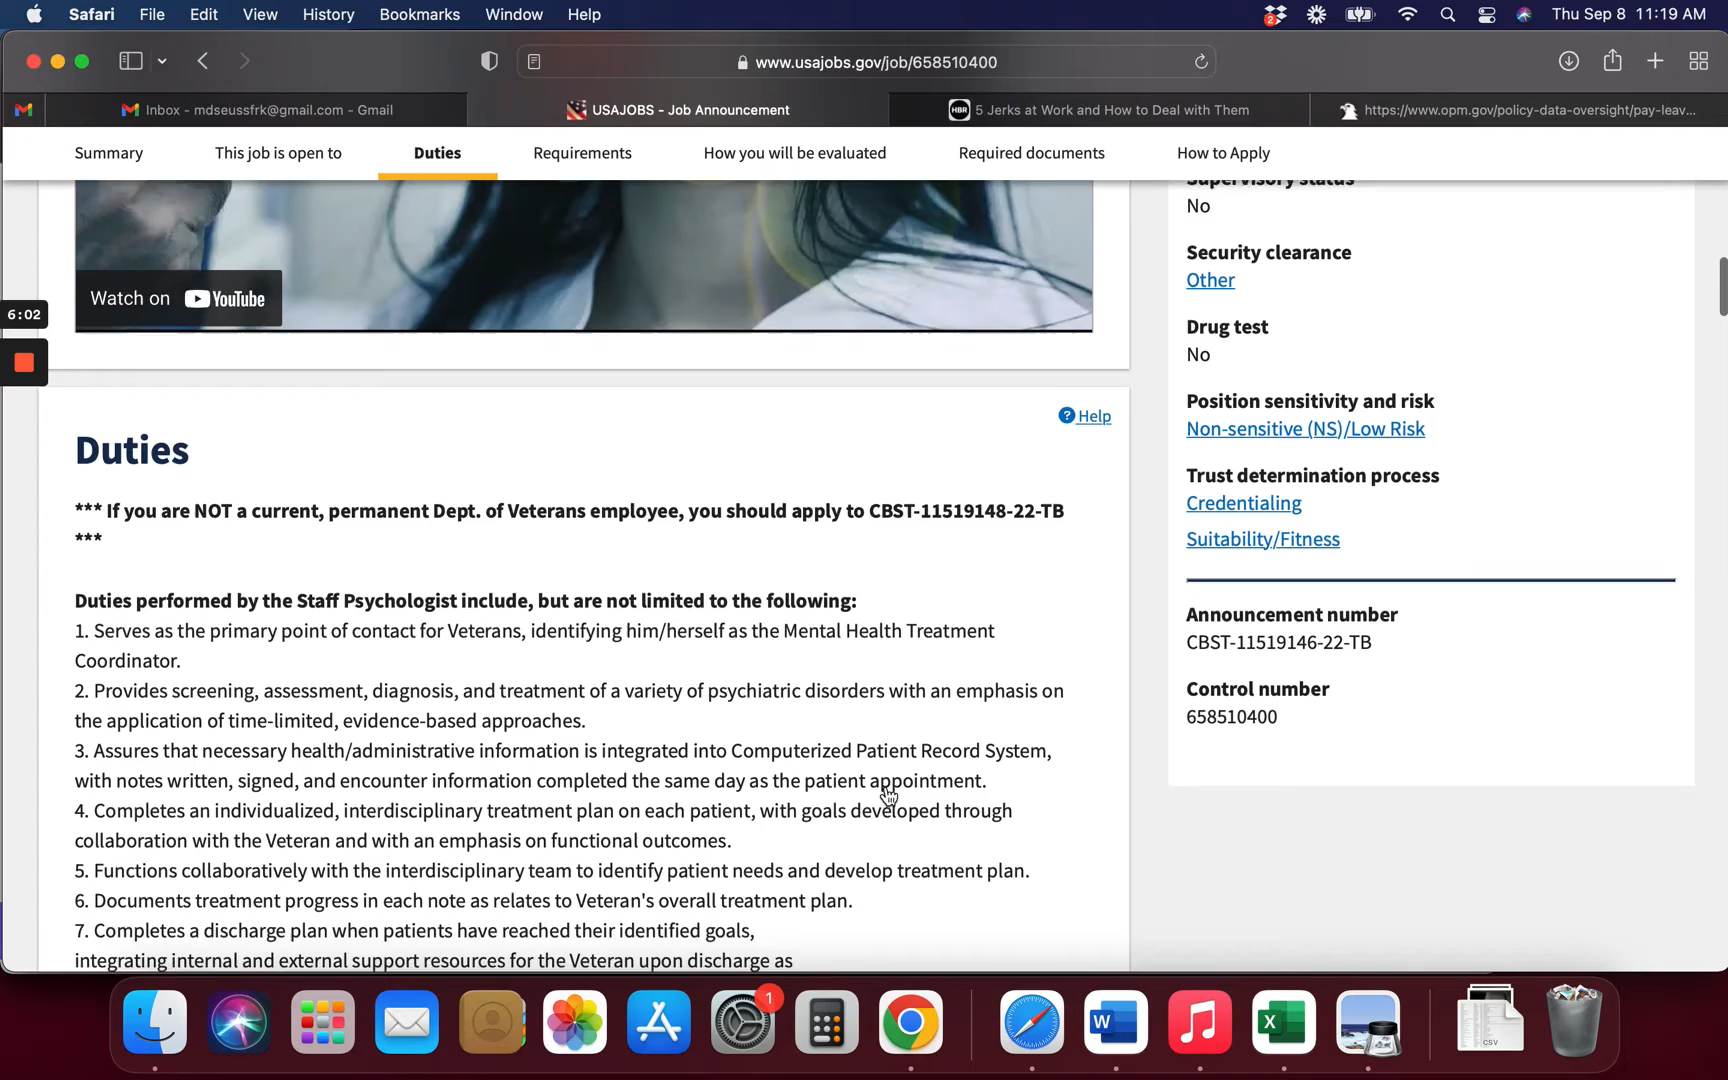 Safari File Edit View History Bookmarks Window Help
2
Thu Sep 8 11:19 AM
www.usajobs.gov/job/658510400
Inbox - mdseussfrk@gmail.com - Gmail
USAJOBS - Job Announcement
HBR 5 Jerks at Work and How to Deal with Them
https://www.opm.gov/policy-data-oversight/pay-leav...
Summary This job is open to Duties Requirements How you will be evaluated Required documents How to Apply
Watch on YouTube
6:02
Help
Duties
*** If you are NOT a current, permanent Dept. of Veterans employee, you should apply to CBST-11519148-22-TB
***
Duties performed by the Staff Psychologist include, but are not limited to the following:
1. Serves as the primary point of contact for Veterans, identifying him/herself as the Mental Health Treatment
Coordinator.
2. Provides screening, assessment, diagnosis, and treatment of a variety of psychiatric disorders with an emphasis on
the application of time-limited, evidence-based approaches.
3. Assures that necessary health/administrative information is integrated into Computerized Patient Record System,
with notes written, signed, and encounter information completed the same day as the patient appointment.
4. Completes an individualized, interdisciplinary treatment plan on each patient, with goals developed through
collaboration with the Veteran and with an emphasis on functional outcomes.
5. Functions collaboratively with the interdisciplinary team to identify patient needs and develop treatment plan.
6. Documents treatment progress in each note as relates to Veteran's overall treatment plan.
7. Completes a discharge plan when patients have reached their identified goals,
integrating internal and external support resources for the Veteran upon discharge as
Supervisory status
No
Security clearance
Other
Drug test
No
Position sensitivity and risk
Non-sensitive (NS)/Low Risk
Trust determination process
Credentialing
Suitability/Fitness
Announcement number
CBST-11519146-22-TB
Control number
658510400
1
W
X
CSV